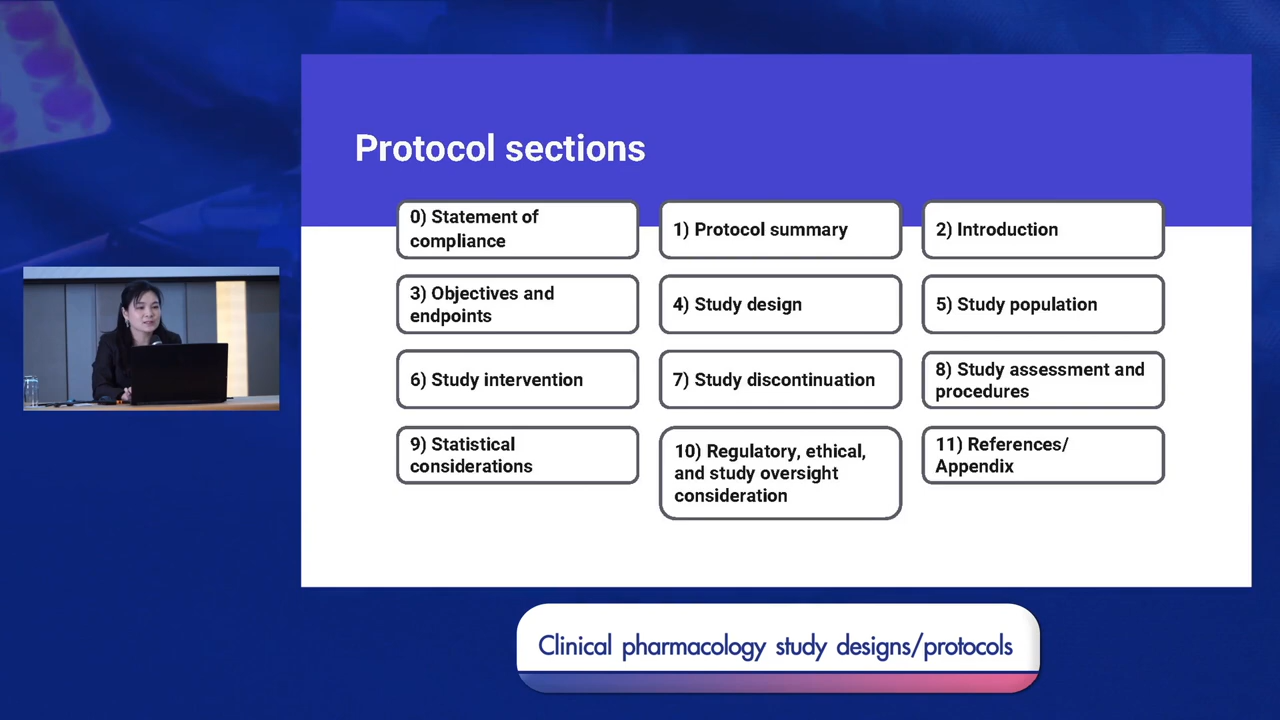 Protocol sections
0) Statement of
compliance
1) Protocol summary
2) Introduction
3) Objectives and
endpoints
4) Study design
5) Study population
6) Study intervention
7) Study discontinuation
8) Study assessment and
procedures
9) Statistical
considerations
10) Regulatory, ethical,
and study oversight
consideration
11) References/
Appendix
Clinical pharmacology study designs/protocols